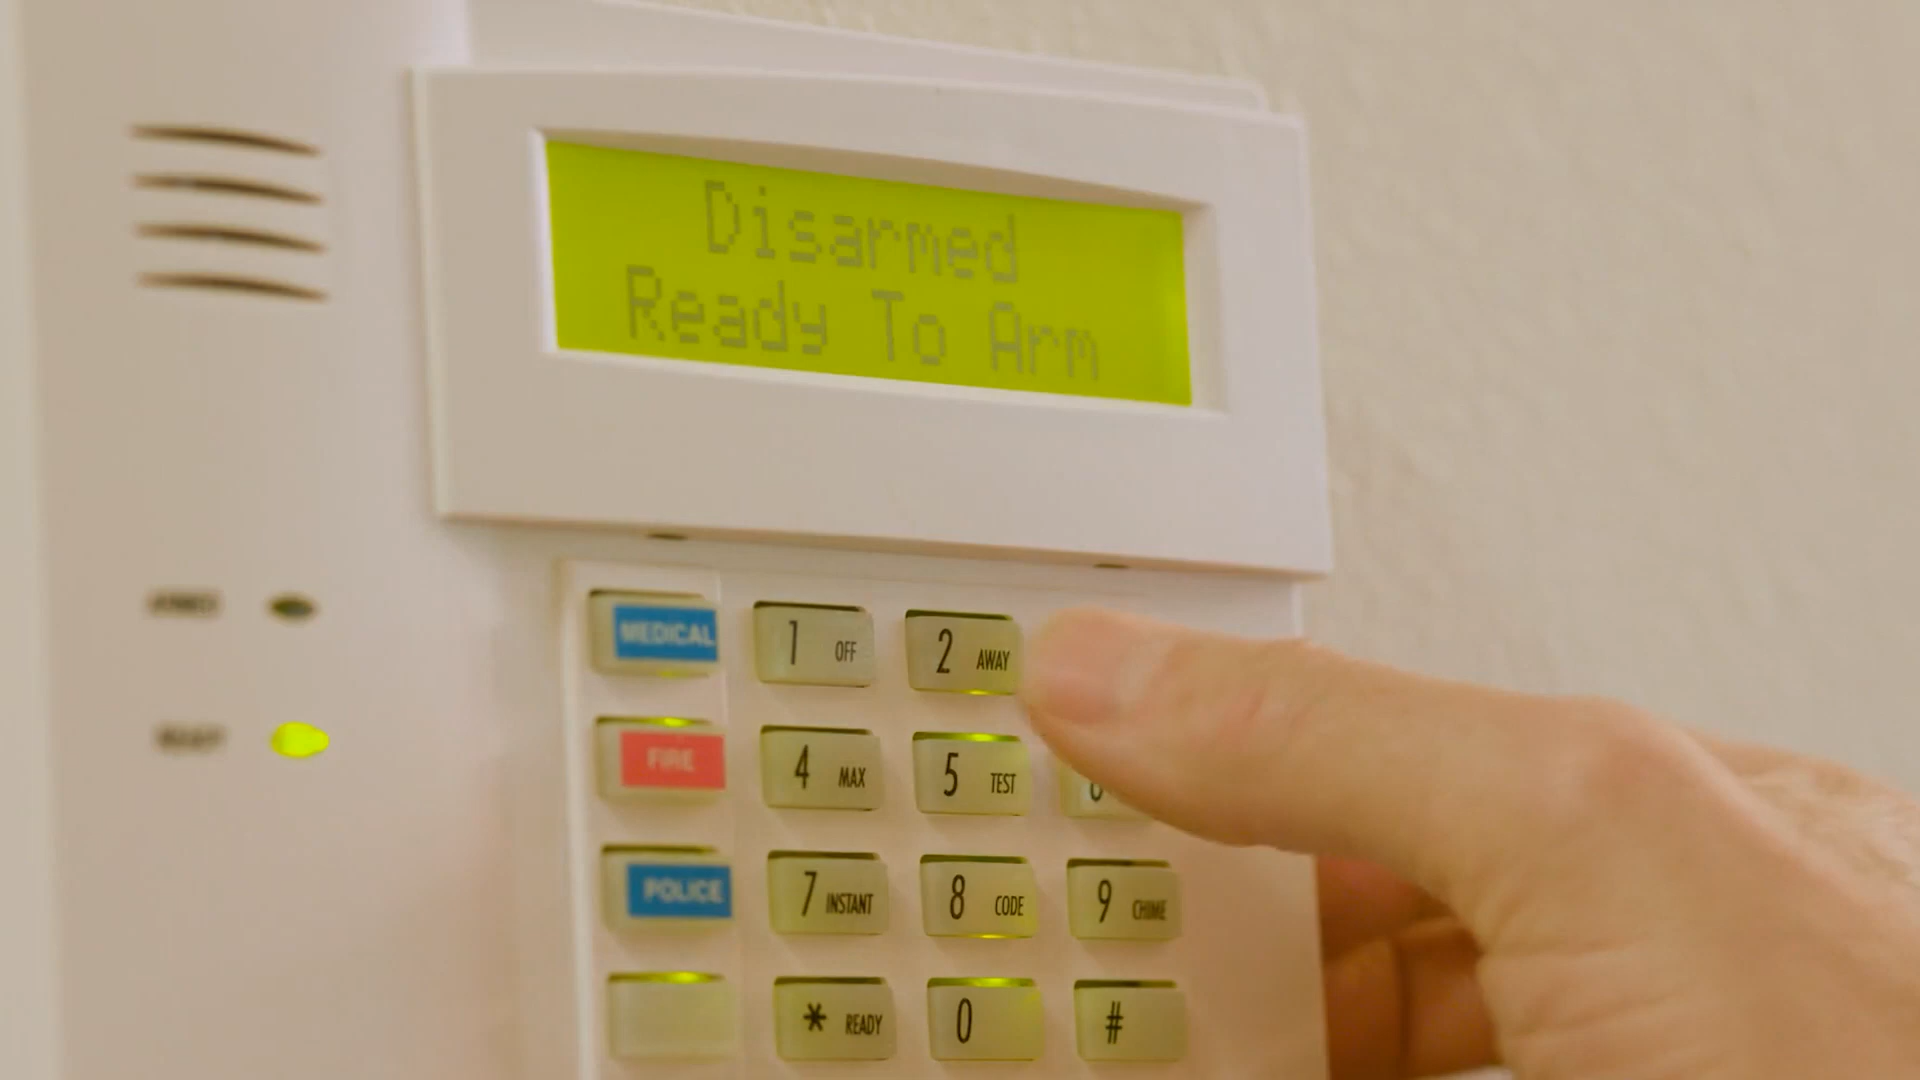 Disarmed
Ready To Arm
MEDICAL 1 OFF 2 AWAY
FIRE 4 MAX 5 TEST
POLICE 7 INSTANT 8 CODE 9 CHIME
* READY 0 #